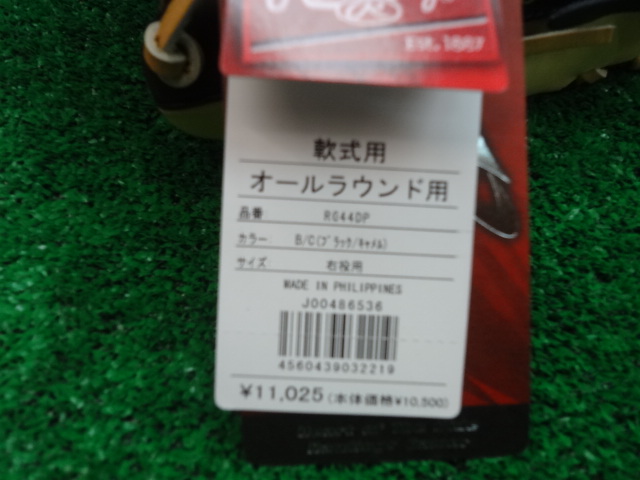 EST. 1887
軟式用
オールラウンド用
品番 RG44DP
カラー B/C(ブラック/キャメル)
サイズ 右投用
MADE IN PHILIPPINES
J00486536
4560439032219
¥11,025(本体価格¥10,500)